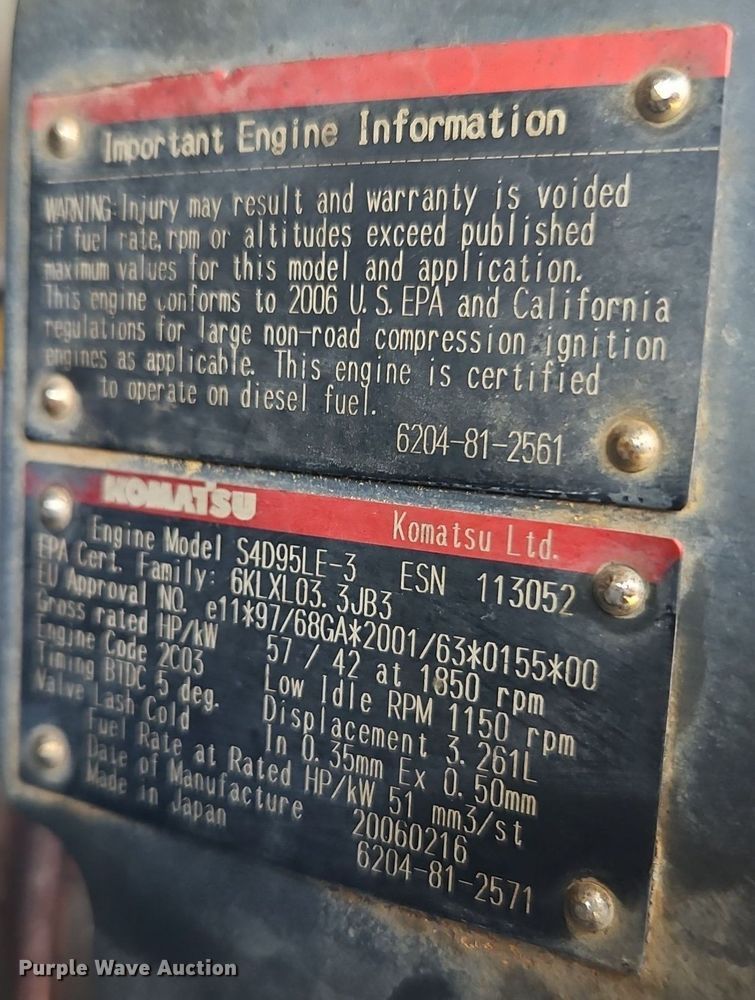 Important Engine Information
WARNING: Injury may result and warranty is voided
if fuel rate, rpm or altitudes exceed published
maximum values for this model and application.
This engine conforms to 2006 U.S. EPA and California
regulations for large non-road compression ignition
engines as applicable. This engine is certified
to operate on diesel fuel.
6204-81-2561
KOMATSU Komatsu Ltd.
Engine Model S4D95LE-3 ESN 113052
EPA Cert. Family: 6KLXL03.3JB3
EU Approval NO. e11*97/68GA*2001/63*0155*00
Gross rated HP/kW 57 / 42 at 1850 rpm
Engine Code 2C03 Low Idle RPM 1150 rpm
Timing BTDC 5 deg. Displacement 3.261L
Valve Lash Cold In 0.35mm Ex 0.50mm
Fuel Rate at Rated HP/kW 51 mm3/st
Date of Manufacture 20060216
Made in Japan 6204-81-2571
Purple Wave Auction